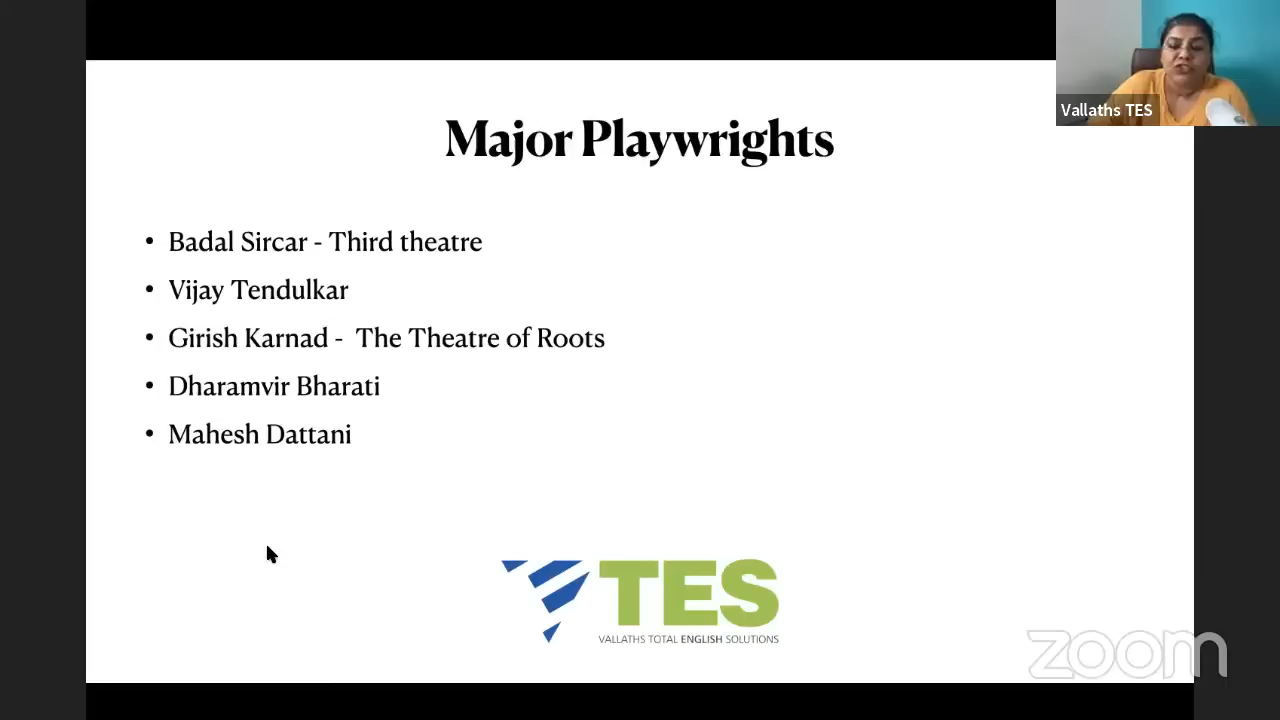 Vallaths TES
Major Playwrights
• Badal Sircar - Third theatre
• Vijay Tendulkar
• Girish Karnad - The Theatre of Roots
• Dharamvir Bharati
• Mahesh Dattani
TES
VALLATHS TOTAL ENGLISH SOLUTIONS
zoom